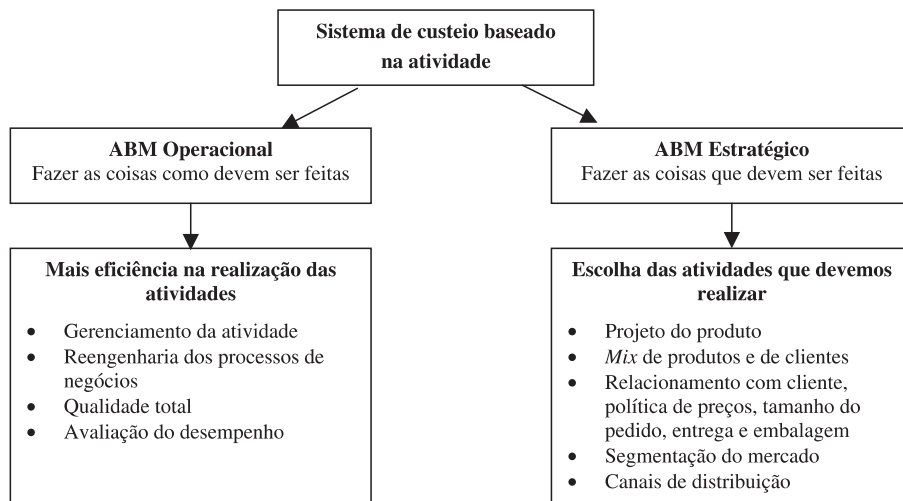 Sistema de custeio baseado
na atividade
ABM Operacional
Fazer as coisas como devem ser feitas
ABM Estratégico
Fazer as coisas que devem ser feitas
Mais eficiência na realização das
atividades
• Gerenciamento da atividade
• Reengenharia dos processos de
negócios
• Qualidade total
• Avaliação do desempenho
Escolha das atividades que devemos
realizar
• Projeto do produto
• Mix de produtos e de clientes
• Relacionamento com cliente,
política de preços, tamanho do
pedido, entrega e embalagem
• Segmentação do mercado
• Canais de distribuição